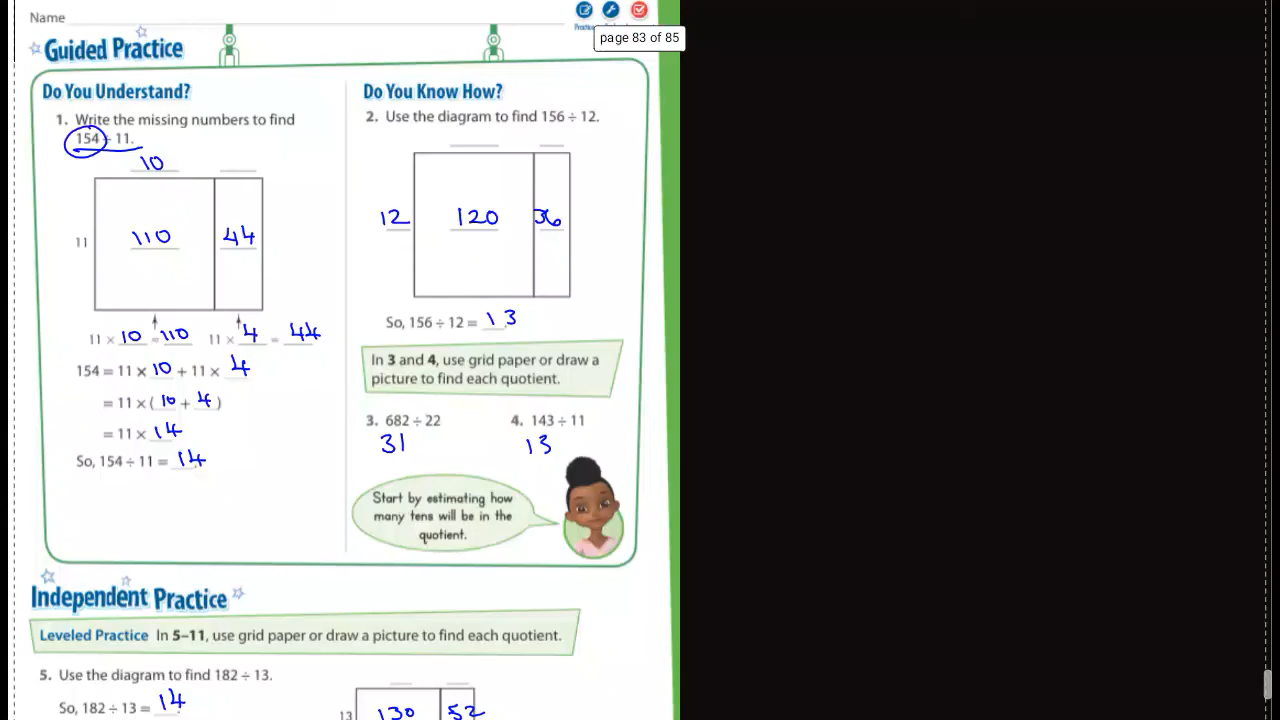 Name
Practice
page 83 of 85
Guided Practice
Do You Understand?
1. Write the missing numbers to find
154 ÷ 11.
10
11
110
44
11 × 10 = 110 11 × 4 = 44
154 = 11 × 10 + 11 × 4
= 11 × ( 10 + 4 )
= 11 × 14
So, 154 ÷ 11 = 14
Do You Know How?
2. Use the diagram to find 156 ÷ 12.
12
120
36
So, 156 ÷ 12 = 13
In 3 and 4, use grid paper or draw a
picture to find each quotient.
3. 682 ÷ 22
31
4. 143 ÷ 11
13
Start by estimating how
many tens will be in the
quotient.
Independent Practice
Leveled Practice In 5–11, use grid paper or draw a picture to find each quotient.
5. Use the diagram to find 182 ÷ 13.
So, 182 ÷ 13 = 14.
13
130
52